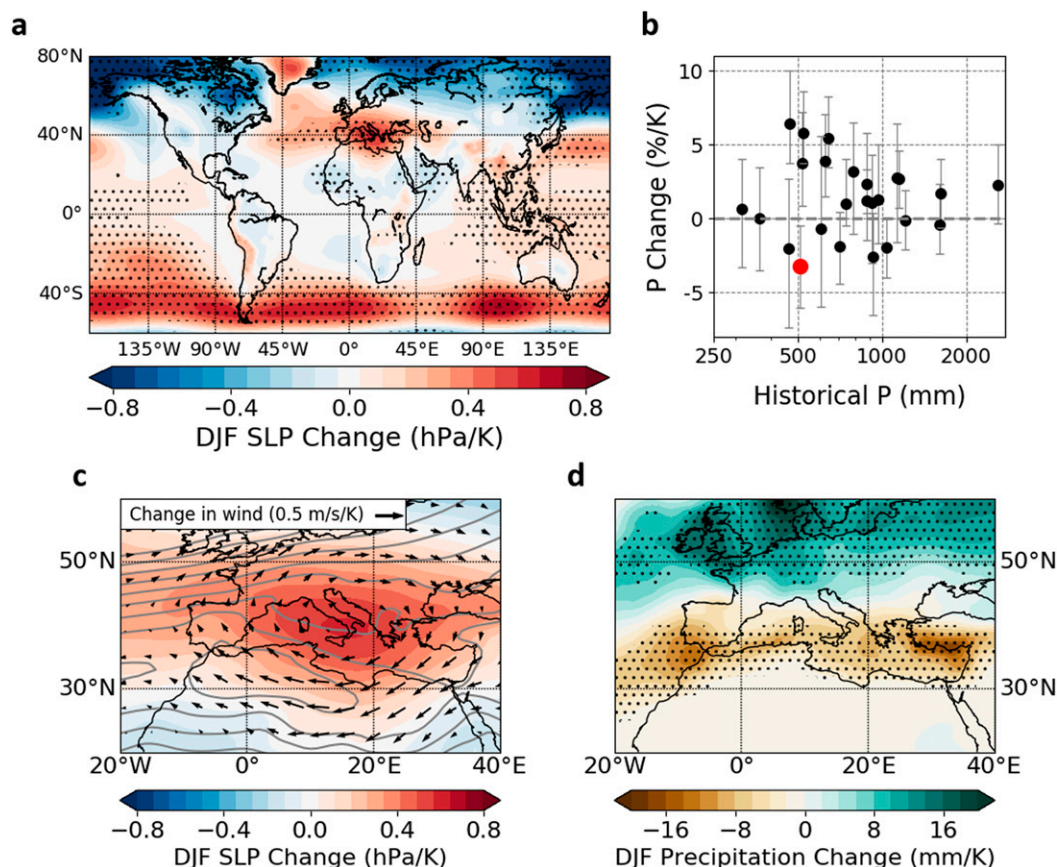 a
80°N
40°N
0°
40°S
135°W 90°W 45°W 0° 45°E 90°E 135°E
−0.8 −0.4 0.0 0.4 0.8
DJF SLP Change (hPa/K)
b
10
5
0
-5
P Change (%/K)
250 500 1000 2000
Historical P (mm)
c
Change in wind (0.5 m/s/K)
50°N
30°N
20°W 0° 20°E 40°E
−0.8 −0.4 0.0 0.4 0.8
DJF SLP Change (hPa/K)
d
50°N
30°N
20°W 0° 20°E 40°E
−16 −8 0 8 16
DJF Precipitation Change (mm/K)